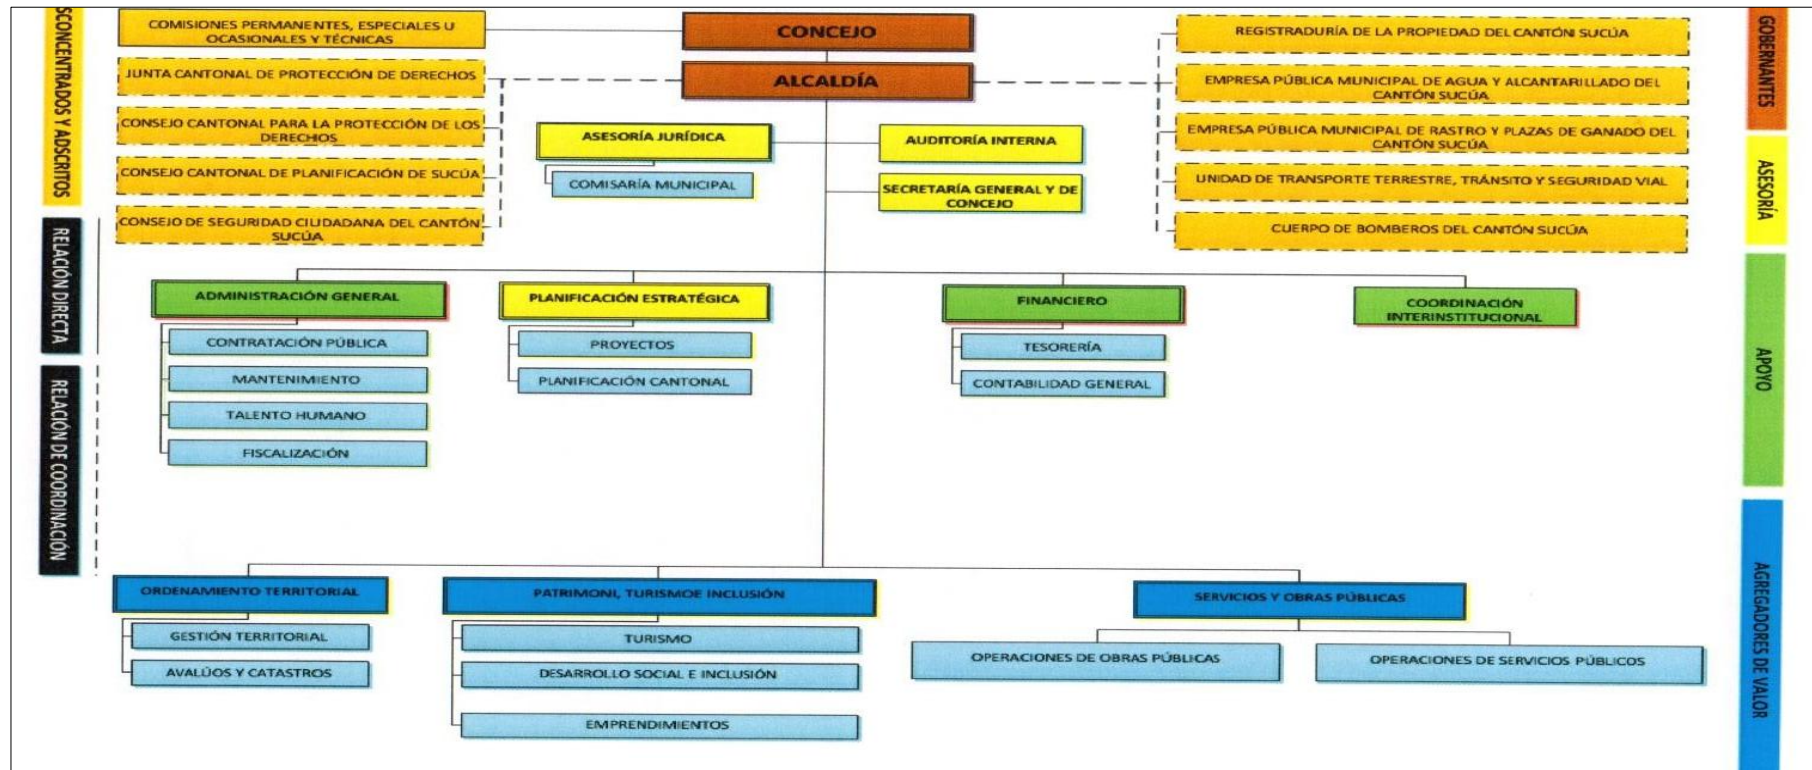 COMISIONES PERMANENTES, ESPECIALES U
OCASIONALES Y TÉCNICAS
CONCEJO
REGISTRADURÍA DE LA PROPIEDAD DEL CANTÓN SUCÚA
JUNTA CANTONAL DE PROTECCIÓN DE DERECHOS
ALCALDÍA
EMPRESA PÚBLICA MUNICIPAL DE AGUA Y ALCANTARILLADO DEL
CANTÓN SUCÚA
CONSEJO CANTONAL PARA LA PROTECCIÓN DE LOS
DERECHOS
ASESORÍA JURÍDICA
AUDITORÍA INTERNA
EMPRESA PÚBLICA MUNICIPAL DE RASTRO Y PLAZAS DE GANADO DEL
CANTÓN SUCÚA
CONSEJO CANTONAL DE PLANIFICACIÓN DE SUCÚA
COMISARÍA MUNICIPAL
SECRETARÍA GENERAL Y DE
CONCEJO
UNIDAD DE TRANSPORTE TERRESTRE, TRÁNSITO Y SEGURIDAD VIAL
CONSEJO DE SEGURIDAD CIUDADANA DEL CANTÓN
SUCÚA
CUERPO DE BOMBEROS DEL CANTÓN SUCÚA
ADMINISTRACIÓN GENERAL
CONTRATACIÓN PÚBLICA
MANTENIMIENTO
TALENTO HUMANO
FISCALIZACIÓN
PLANIFICACIÓN ESTRATÉGICA
PROYECTOS
PLANIFICACIÓN CANTONAL
FINANCIERO
TESORERÍA
CONTABILIDAD GENERAL
COORDINACIÓN
INTERINSTITUCIONAL
ORDENAMIENTO TERRITORIAL
GESTIÓN TERRITORIAL
AVALÚOS Y CATASTROS
PATRIMONI, TURISMOE INCLUSIÓN
TURISMO
DESARROLLO SOCIAL E INCLUSIÓN
EMPRENDIMIENTOS
SERVICIOS Y OBRAS PÚBLICAS
OPERACIONES DE OBRAS PÚBLICAS
OPERACIONES DE SERVICIOS PÚBLICOS
SCONCENTRADOS Y ADSCRITOS
RELACIÓN DIRECTA
RELACIÓN DE COORDINACIÓN
GOBERNANTES
ASESORÍA
APOYO
AGREGADORES DE VALOR